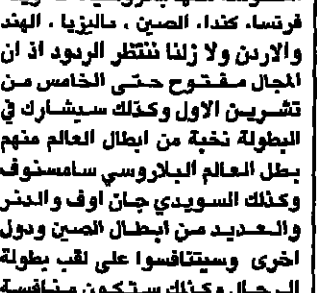 فرنسا، كندا، الصين ، ماليزيا ، الهند
والاردن ولا زلنا ننتظر الردود اذ ان
المجال مفتوح حتى الخامس من
تشرين الاول وكذلك سيشارك في
البطولة نخبة من ابطال العالم منهم
بطل العالم البلاروسي سامسنوف
وكذلك السويدي جان اوف والدنر
والعديد من ابطال الصين ودول
اخرى وسيتنافسوا على لقب بطولة
الرجال وكذلك ستكون منافسة